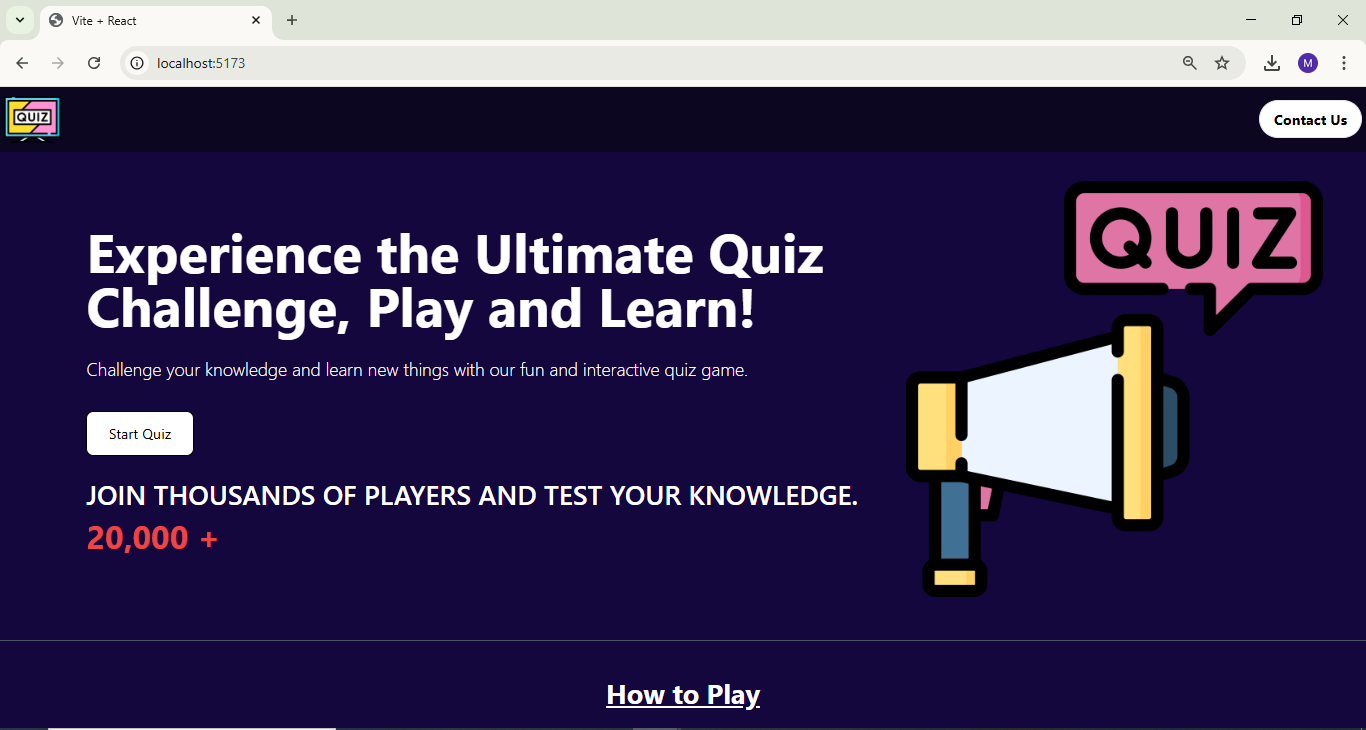 Vite + React
localhost:5173
M
QUIZ
Contact Us
QUIZ
Experience the Ultimate Quiz
Challenge, Play and Learn!
Challenge your knowledge and learn new things with our fun and interactive quiz game.
Start Quiz
JOIN THOUSANDS OF PLAYERS AND TEST YOUR KNOWLEDGE.
20,000 +
How to Play